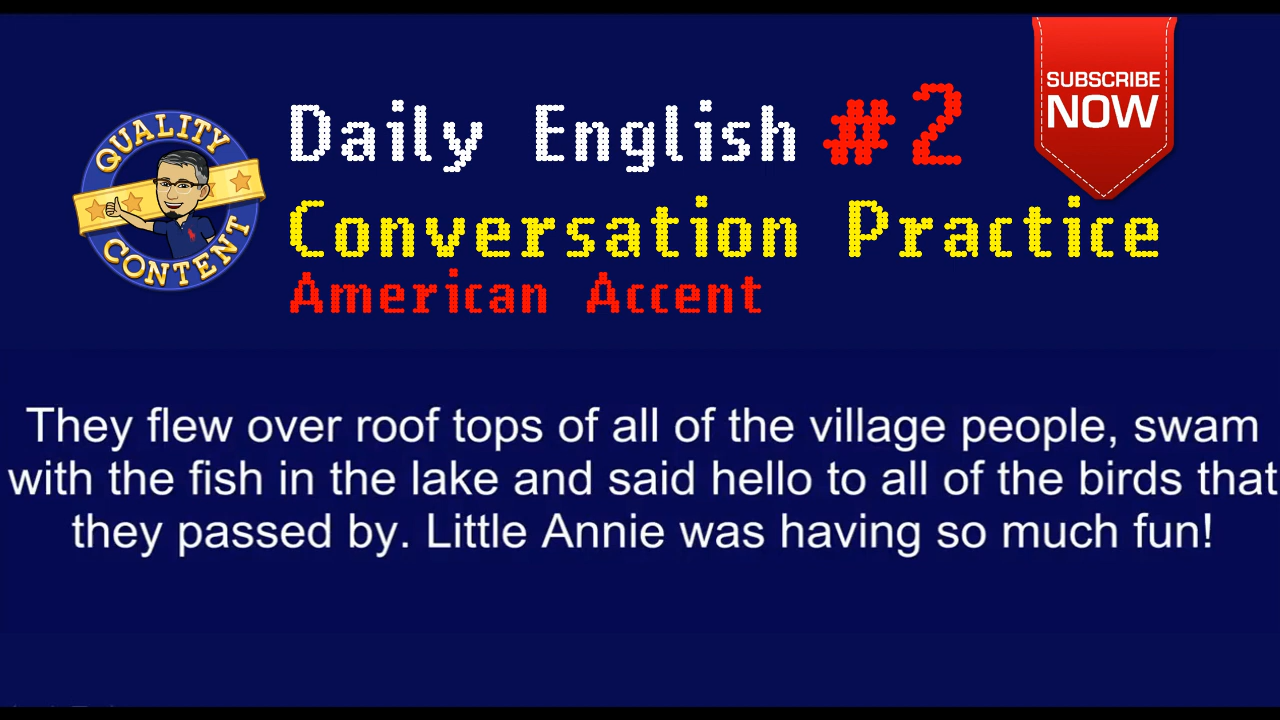 SUBSCRIBE
NOW
QUALITY
CONTENT
Daily English #2
Conversation Practice
American Accent
They flew over roof tops of all of the village people, swam
with the fish in the lake and said hello to all of the birds that
they passed by. Little Annie was having so much fun!